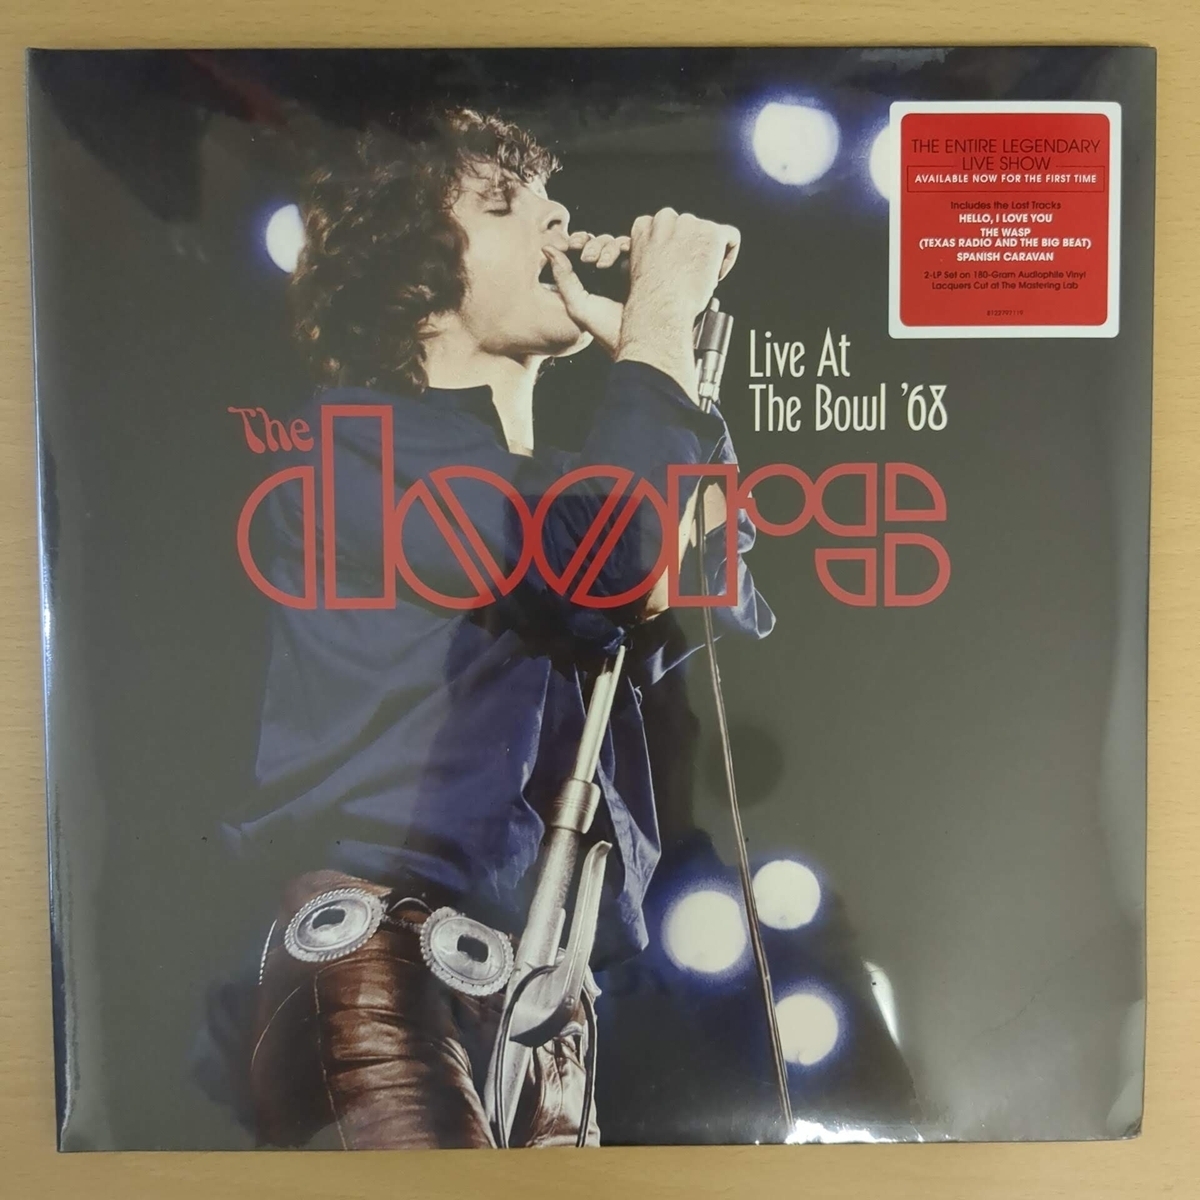 THE ENTIRE LEGENDARY
LIVE SHOW
AVAILABLE NOW FOR THE FIRST TIME
Includes the Lost Tracks
HELLO, I LOVE YOU
THE WASP
(TEXAS RADIO AND THE BIG BEAT)
SPANISH CARAVAN
2-LP Set on 180-Gram Audiophile Vinyl
Lacquers Cut at The Mastering Lab
Live At
The Bowl '68
The
doors